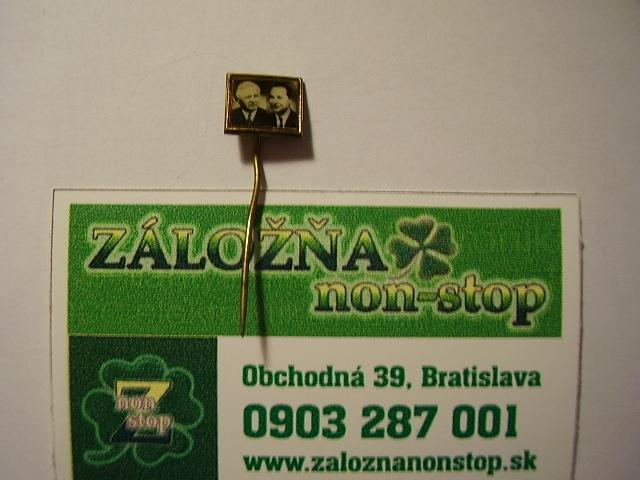 ZÁLOŽŇA
non-stop
Z
non
stop
Obchodná 39, Bratislava
0903 287 001
www.zaloznanonstop.sk